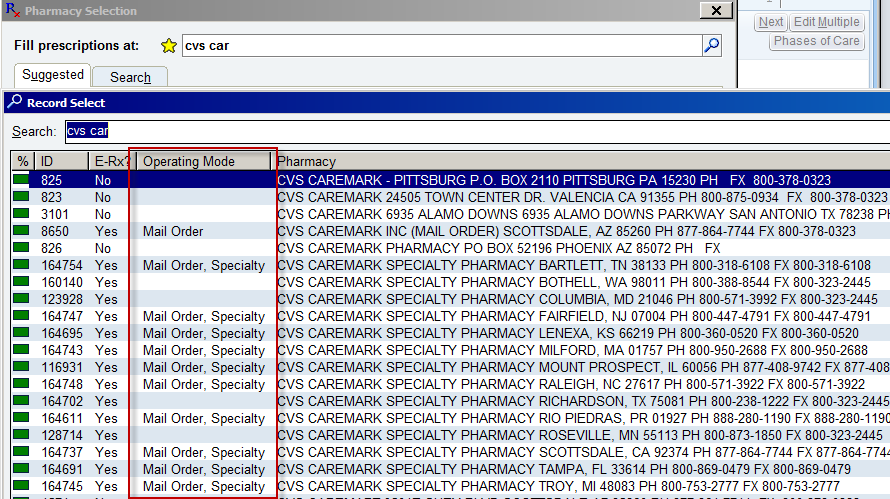 Rx Pharmacy Selection
Next Edit Multiple
Phases of Care
Fill prescriptions at: cvs car
Suggested Search
Record Select
Search: cvs car
% ID E-Rx? Operating Mode Pharmacy
825 No CVS CAREMARK - PITTSBURG P.O. BOX 2110 PITTSBURG PA 15230 PH FX 800-378-0323
823 No CVS CAREMARK 24505 TOWN CENTER DR. VALENCIA CA 91355 PH 800-875-0934 FX 800-378-0323
3101 No CVS CAREMARK 6935 ALAMO DOWNS 6935 ALAMO DOWNS PARKWAY SAN ANTONIO TX 78238 PH
8650 Yes Mail Order CVS CAREMARK INC (MAIL ORDER) SCOTTSDALE, AZ 85260 PH 877-864-7744 FX 800-378-0323
826 No CVS CAREMARK PHARMACY PO BOX 52196 PHOENIX AZ 85072 PH FX
164754 Yes Mail Order, Specialty CVS CAREMARK SPECIALTY PHARMACY BARTLETT, TN 38133 PH 800-318-6108 FX 800-318-6108
160140 Yes CVS CAREMARK SPECIALTY PHARMACY BOTHELL, WA 98011 PH 800-388-8544 FX 800-323-2445
123928 Yes CVS CAREMARK SPECIALTY PHARMACY COLUMBIA, MD 21046 PH 800-571-3992 FX 800-323-2445
164747 Yes Mail Order, Specialty CVS CAREMARK SPECIALTY PHARMACY FAIRFIELD, NJ 07004 PH 800-447-4791 FX 800-447-4791
164695 Yes Mail Order, Specialty CVS CAREMARK SPECIALTY PHARMACY LENEXA, KS 66219 PH 800-360-0520 FX 800-360-0520
164743 Yes Mail Order, Specialty CVS CAREMARK SPECIALTY PHARMACY MILFORD, MA 01757 PH 800-950-2688 FX 800-950-2688
116931 Yes Mail Order, Specialty CVS CAREMARK SPECIALTY PHARMACY MOUNT PROSPECT, IL 60056 PH 877-408-9742 FX 877-408
164748 Yes Mail Order, Specialty CVS CAREMARK SPECIALTY PHARMACY RALEIGH, NC 27617 PH 800-571-3922 FX 800-571-3922
164702 Yes CVS CAREMARK SPECIALTY PHARMACY RICHARDSON, TX 75081 PH 800-238-1222 FX 800-323-2445
164611 Yes Mail Order, Specialty CVS CAREMARK SPECIALTY PHARMACY RIO PIEDRAS, PR 01927 PH 888-280-1190 FX 888-280-1190
128714 Yes CVS CAREMARK SPECIALTY PHARMACY ROSEVILLE, MN 55113 PH 800-873-1850 FX 800-323-2445
164737 Yes Mail Order, Specialty CVS CAREMARK SPECIALTY PHARMACY SCOTTSDALE, CA 92374 PH 877-864-7744 FX 877-864-7744
164691 Yes Mail Order, Specialty CVS CAREMARK SPECIALTY PHARMACY TAMPA, FL 33614 PH 800-869-0479 FX 800-869-0479
164745 Yes Mail Order, Specialty CVS CAREMARK SPECIALTY PHARMACY TROY, MI 48083 PH 800-753-2777 FX 800-753-2777